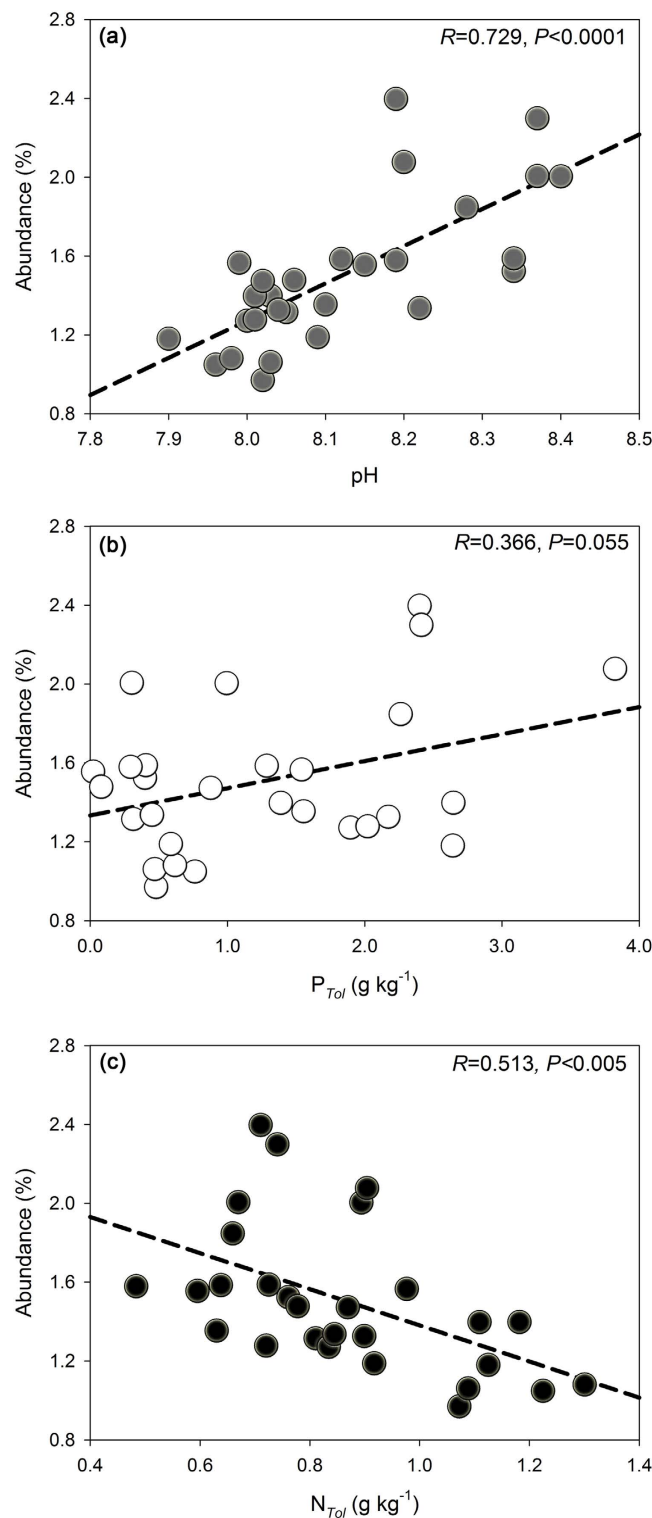 (a)
R=0.729, P<0.0001
2.8
2.4
2.0
1.6
1.2
0.8
Abundance (%)
7.8 7.9 8.0 8.1 8.2 8.3 8.4 8.5
pH
(b)
R=0.366, P=0.055
2.8
2.4
2.0
1.6
1.2
0.8
Abundance (%)
0.0 1.0 2.0 3.0 4.0
P_Tol (g kg⁻¹)
(c)
R=0.513, P<0.005
2.8
2.4
2.0
1.6
1.2
0.8
Abundance (%)
0.4 0.6 0.8 1.0 1.2 1.4
N_Tol (g kg⁻¹)